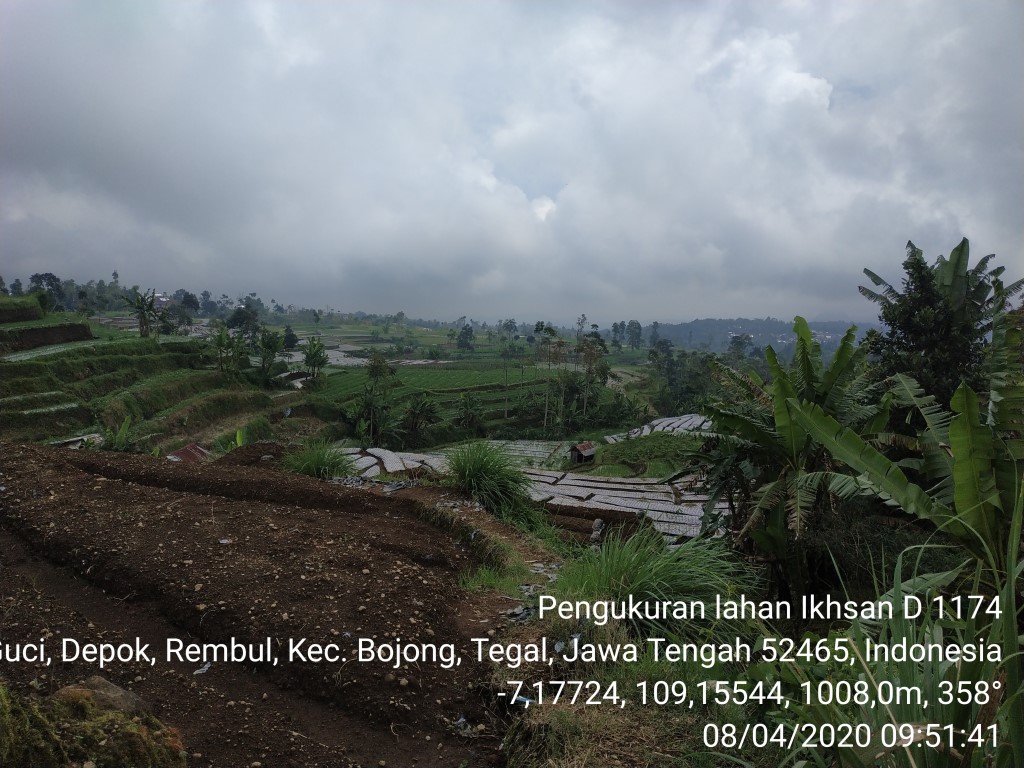 Pengukuran lahan Ikhsan D 1174
Guci, Depok, Rembul, Kec. Bojong, Tegal, Jawa Tengah 52465, Indonesia
-7,17724, 109,15544, 1008,0m, 358°
08/04/2020 09:51:41